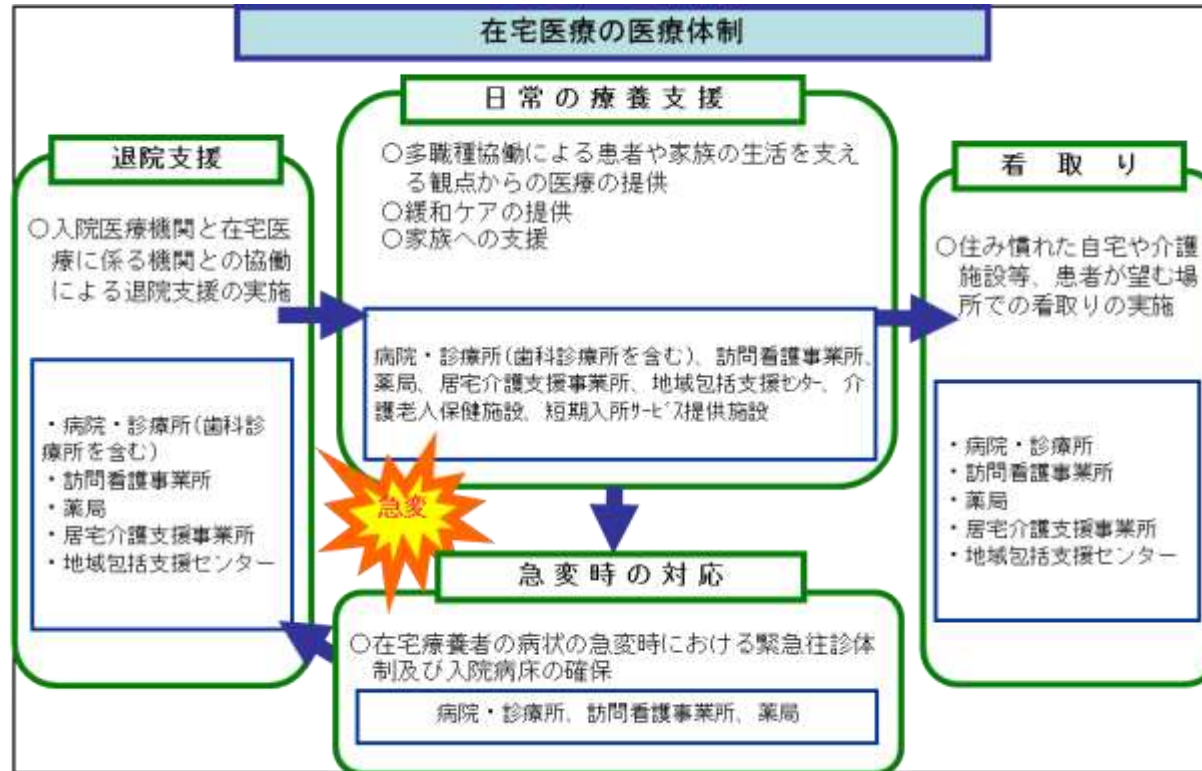 在宅医療の医療体制
退院支援
○入院医療機関と在宅医
療に係る機関との協働
による退院支援の実施
・病院・診療所(歯科診
療所を含む)
・訪問看護事業所
・薬局
・居宅介護支援事業所
・地域包括支援センター
日常の療養支援
○多職種協働による患者や家族の生活を支え
る観点からの医療の提供
○緩和ケアの提供
○家族への支援
病院・診療所(歯科診療所を含む)、訪問看護事業所、
薬局、居宅介護支援事業所、地域包括支援ｾﾝﾀｰ、介
護老人保健施設、短期入所ｻｰﾋﾞｽ提供施設
急変
急変時の対応
○在宅療養者の病状の急変時における緊急往診体
制及び入院病床の確保
病院・診療所、訪問看護事業所、薬局
看取り
○住み慣れた自宅や介護
施設等、患者が望む場
所での看取りの実施
・病院・診療所
・訪問看護事業所
・薬局
・居宅介護支援事業所
・地域包括支援センター